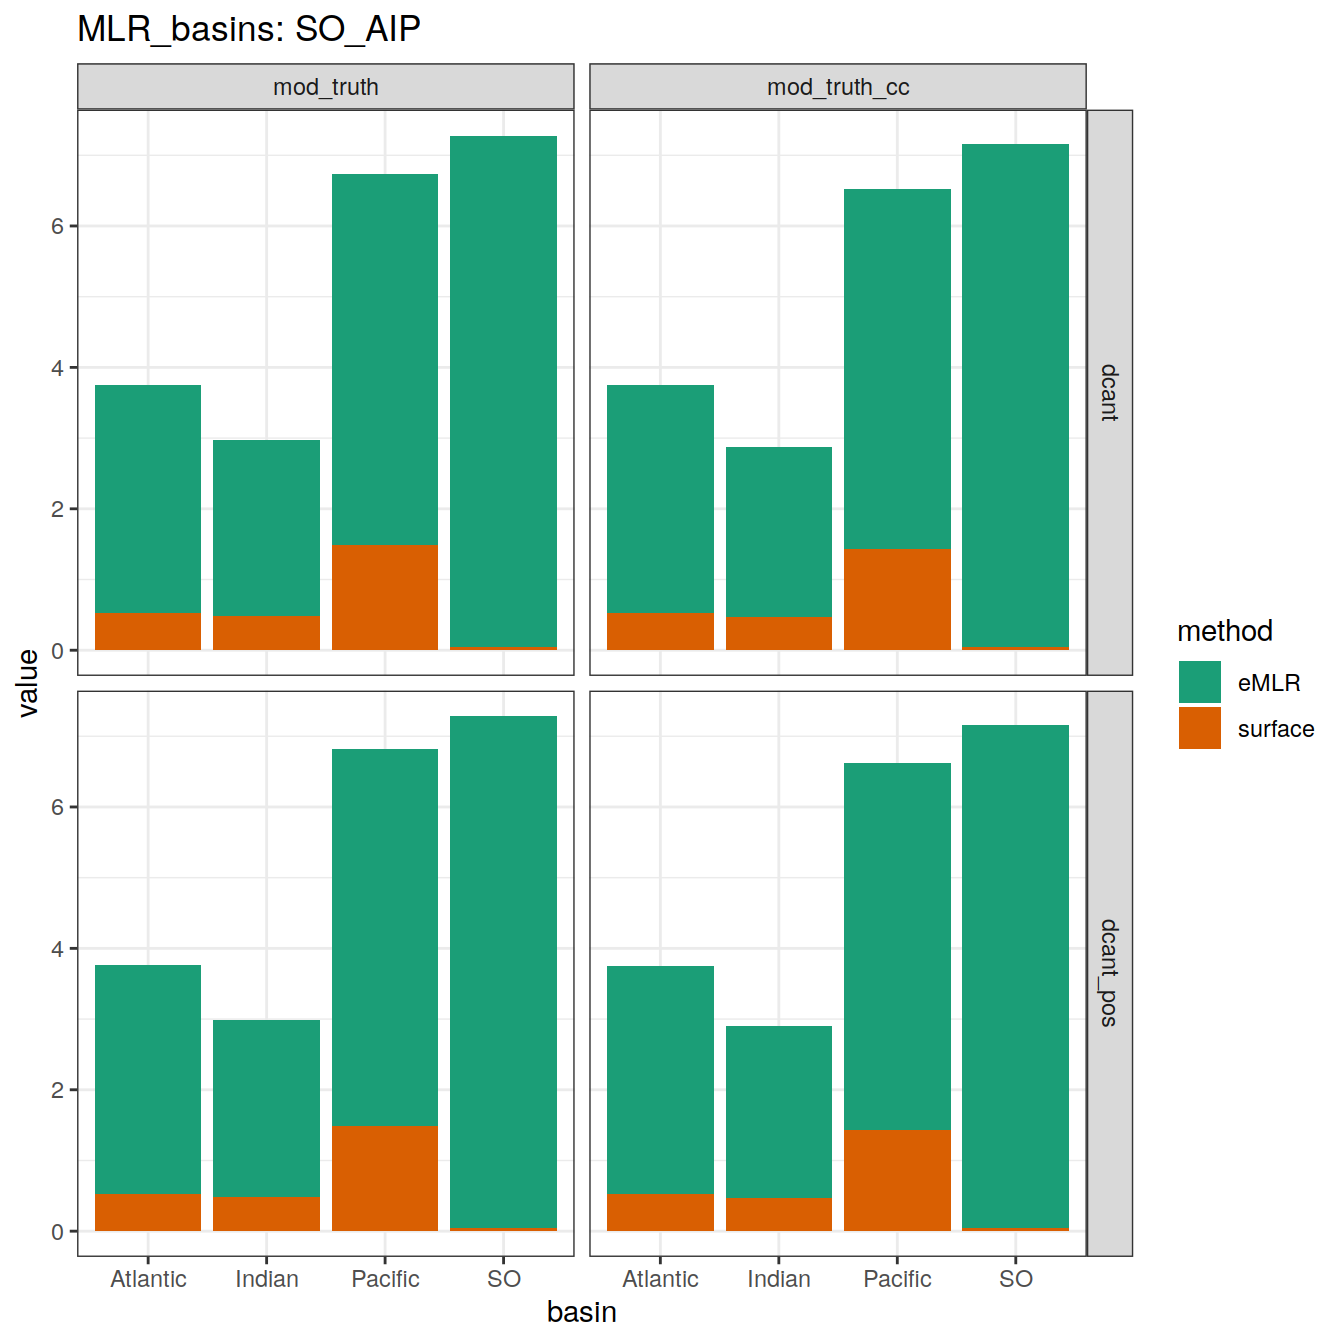 MLR_basins: SO_AIP
mod_truth
mod_truth_cc
6
4
2
0
dcant
6
4
2
0
dcant_pos
value
Atlantic
Indian
Pacific
SO
Atlantic
Indian
Pacific
SO
basin
method
eMLR
surface